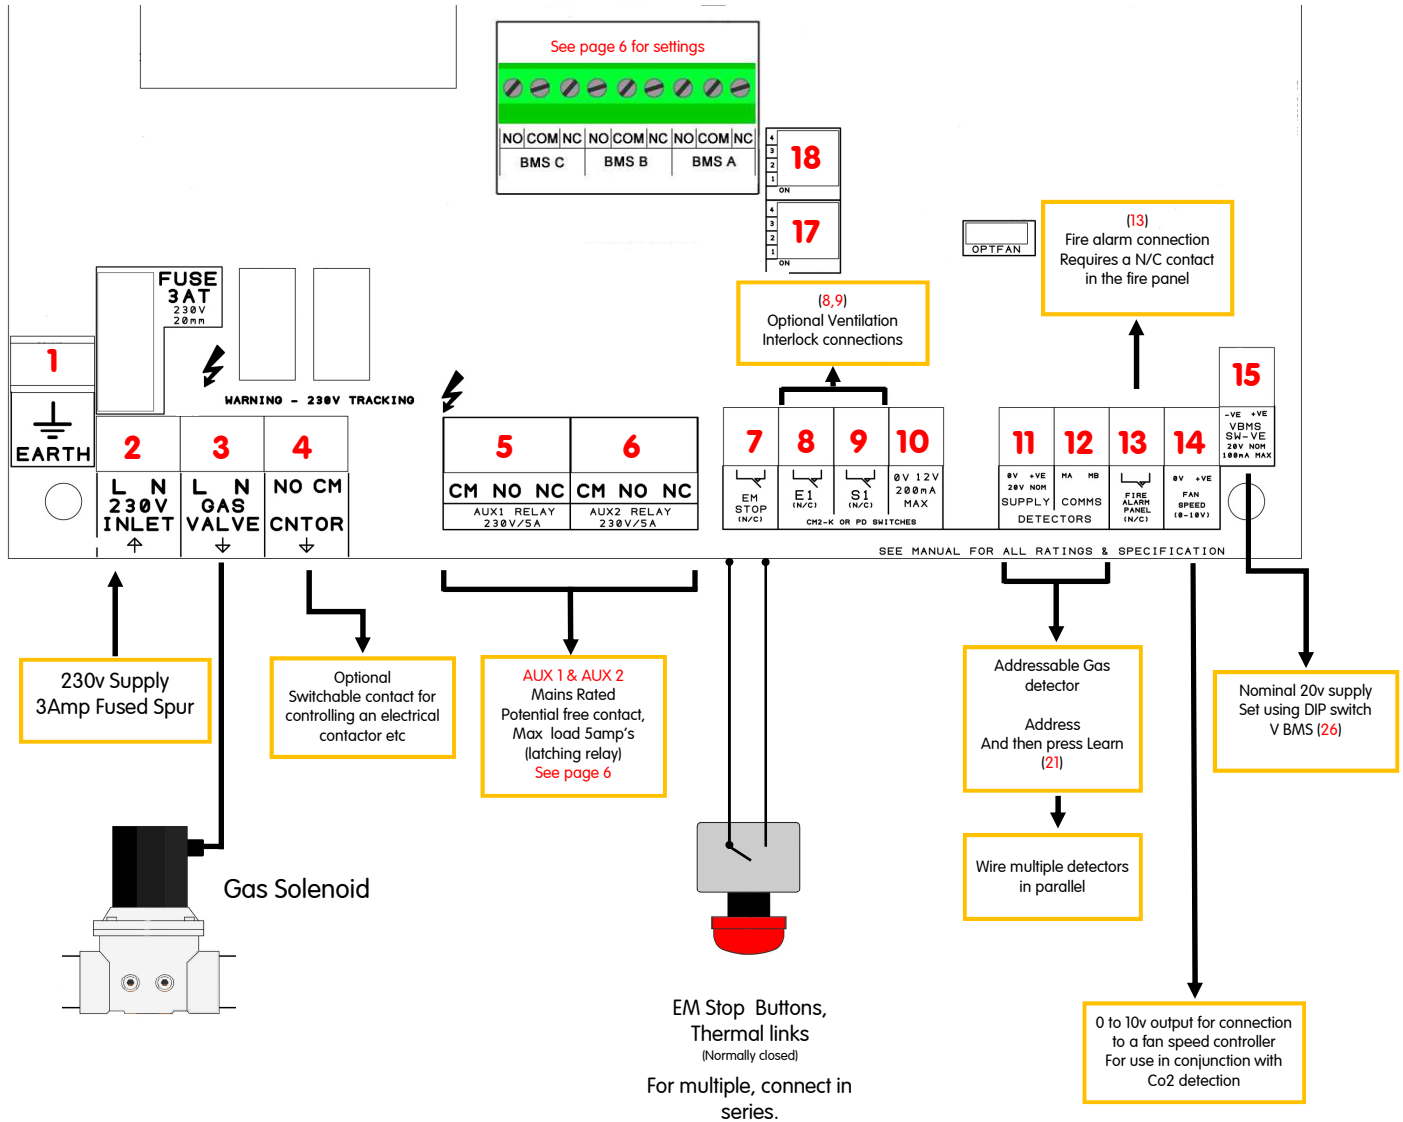 See page 6 for settings
NO COM NC NO COM NC NO COM NC
BMS C BMS B BMS A
4
3
2
1
18
ON
4
3
2
1
17
ON
OPTFAN
(13)
Fire alarm connection
Requires a N/C contact
in the fire panel
FUSE
3AT
230V
20mm
(8,9)
Optional Ventilation
Interlock connections
1
EARTH
WARNING - 230V TRACKING
15
-VE +VE
VBMS
SW-VE
20V NOM
100mA MAX
2
L N
230V
INLET
3
L N
GAS
VALVE
4
NO CM
CNTOR
5
CM NO NC
AUX1 RELAY
230V/5A
6
CM NO NC
AUX2 RELAY
230V/5A
7
EM
STOP
(N/C)
8
E1
(N/C)
9
S1
(N/C)
10
0V 12V
200mA
MAX
CM2-K OR PD SWITCHES
11
0V +VE
20V NOM
SUPPLY
12
MA MB
COMMS
DETECTORS
13
FIRE
ALARM
PANEL
(N/C)
14
0V +VE
FAN
SPEED
(0-10V)
SEE MANUAL FOR ALL RATINGS & SPECIFICATION
230v Supply
3Amp Fused Spur
Optional
Switchable contact for
controlling an electrical
contactor etc
AUX 1 & AUX 2
Mains Rated
Potential free contact,
Max load 5amp's
(latching relay)
See page 6
Addressable Gas
detector
Address
And then press Learn
(21)
Nominal 20v supply
Set using DIP switch
V BMS (26)
Wire multiple detectors
in parallel
Gas Solenoid
EM Stop Buttons,
Thermal links
(Normally closed)
For multiple, connect in
series.
0 to 10v output for connection
to a fan speed controller
For use in conjunction with
Co2 detection